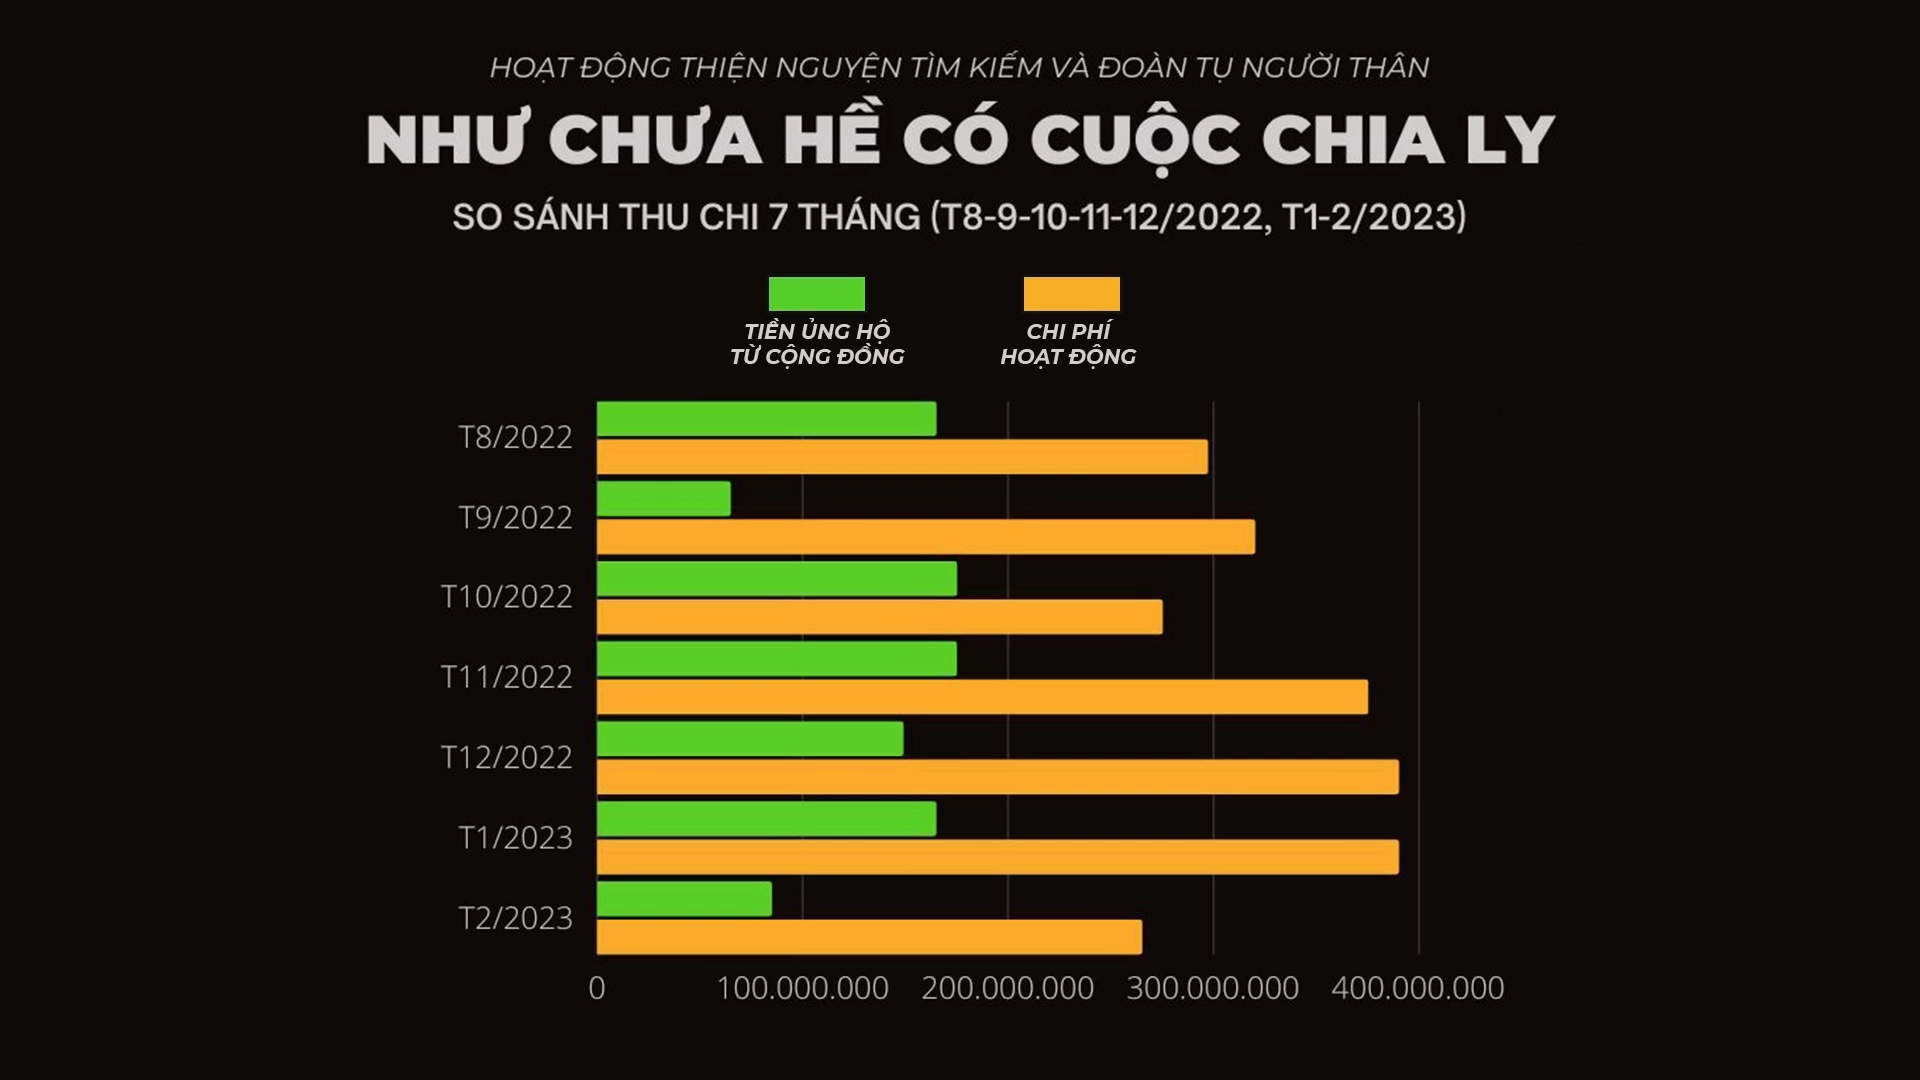 HOẠT ĐỘNG THIỆN NGUYỆN TÌM KIẾM VÀ ĐOÀN TỤ NGƯỜI THÂN
NHƯ CHƯA HỀ CÓ CUỘC CHIA LY
SO SÁNH THU CHI 7 THÁNG (T8-9-10-11-12/2022, T1-2/2023)
TIỀN ỦNG HỘ
TỪ CỘNG ĐỒNG
CHI PHÍ
HOẠT ĐỘNG
T8/2022
T9/2022
T10/2022
T11/2022
T12/2022
T1/2023
T2/2023
0 100.000.000 200.000.000 300.000.000 400.000.000